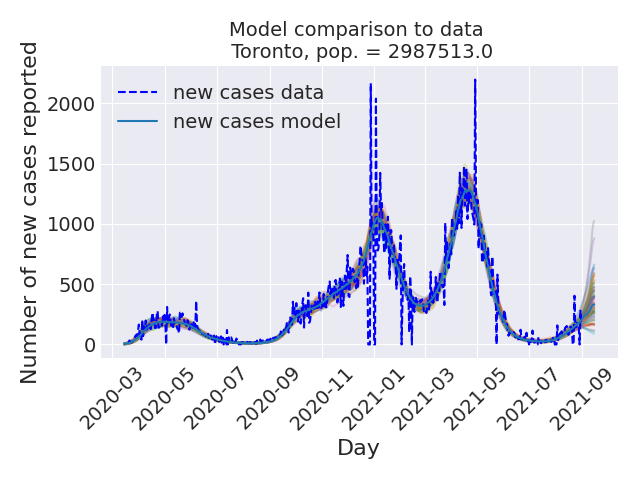 Model comparison to data
Toronto, pop. = 2987513.0
Number of new cases reported
2000
1500
1000
500
0
new cases data
new cases model
2020-03
2020-05
2020-07
2020-09
2020-11
2021-01
2021-03
2021-05
2021-07
2021-09
Day